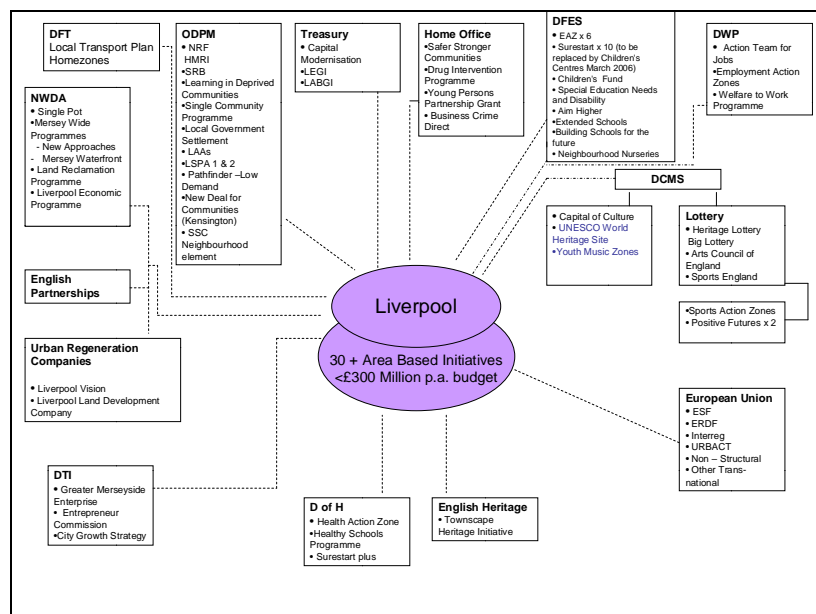 DFT
Local Transport Plan
Homezones
ODPM
• NRF
HMRI
• SRB
•Learning in Deprived
Communities
•Single Community
Programme
•Local Government
Settlement
• LAAs
• LSPA 1 & 2
• Pathfinder –Low
Demand
•New Deal for
Communities
(Kensington)
• SSC
Neighbourhood
element
Treasury
• Capital
Modernisation
•LEGI
•LABGI
Home Office
•Safer Stronger
Communities
•Drug Intervention
Programme
•Young Persons
Partnership Grant
• Business Crime
Direct
DFES
• EAZ x 6
• Surestart x 10 (to be
replaced by Children's
Centres March 2006)
• Children's Fund
• Special Education Needs
and Disability
• Aim Higher
• Extended Schools
•Building Schools for the
future
• Neighbourhood Nurseries
DWP
• Action Team for
Jobs
•Employment Action
Zones
• Welfare to Work
Programme
NWDA
• Single Pot
•Mersey Wide
Programmes
- New Approaches
- Mersey Waterfront
• Land Reclamation
Programme
• Liverpool Economic
Programme
DCMS
• Capital of Culture
• UNESCO World
Heritage Site
•Youth Music Zones
Lottery
• Heritage Lottery
Big Lottery
• Arts Council of
England
• Sports England
•Sports Action Zones
• Positive Futures x 2
English
Partnerships
Liverpool
30 + Area Based Initiatives
<£300 Million p.a. budget
Urban Regeneration
Companies
• Liverpool Vision
• Liverpool Land Development
Company
European Union
• ESF
• ERDF
• Interreg
• URBACT
• Non – Structural
• Other Trans-
national
DTI
• Greater Merseyside
Enterprise
• Entrepreneur
Commission
•City Growth Strategy
D of H
• Health Action Zone
•Healthy Schools
Programme
• Surestart plus
English Heritage
• Townscape
Heritage Initiative